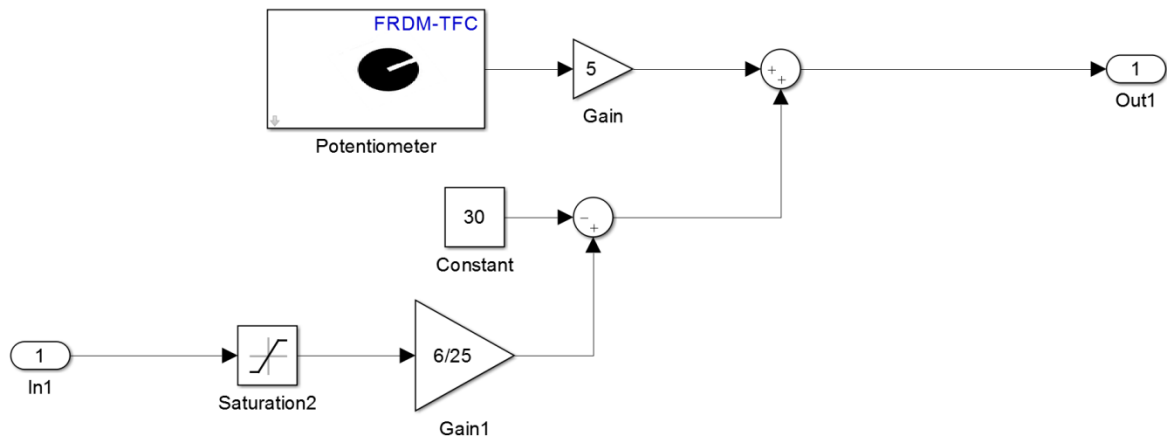 FRDM-TFC
Potentiometer
5
Gain
+
+
1
Out1
30
Constant
−
+
1
In1
Saturation2
6/25
Gain1